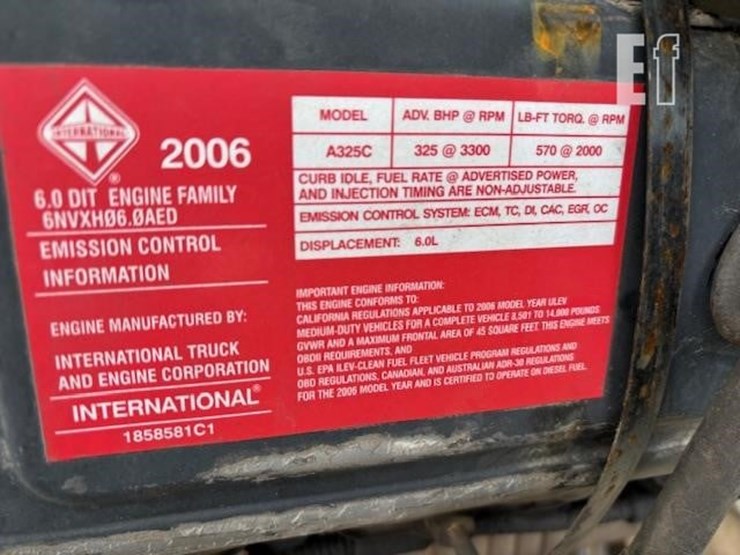 Ef
INTERNATIONAL
®
2006
6.0 DIT ENGINE FAMILY
6NVXHØ6.ØAED
EMISSION CONTROL
INFORMATION
ENGINE MANUFACTURED BY:
INTERNATIONAL TRUCK
AND ENGINE CORPORATION
INTERNATIONAL®
1858581C1
MODEL ADV. BHP @ RPM LB-FT TORQ. @ RPM
A325C 325 @ 3300 570 @ 2000
CURB IDLE, FUEL RATE @ ADVERTISED POWER,
AND INJECTION TIMING ARE NON-ADJUSTABLE.
EMISSION CONTROL SYSTEM: ECM, TC, DI, CAC, EGR, OC
DISPLACEMENT: 6.0L
IMPORTANT ENGINE INFORMATION:
THIS ENGINE CONFORMS TO:
CALIFORNIA REGULATIONS APPLICABLE TO 2006 MODEL YEAR ULEV
MEDIUM-DUTY VEHICLES FOR A COMPLETE VEHICLE 8,501 TO 14,000 POUNDS
GVWR AND A MAXIMUM FRONTAL AREA OF 45 SQUARE FEET. THIS ENGINE MEETS
OBDII REQUIREMENTS, AND
U.S. EPA ILEV-CLEAN FUEL FLEET VEHICLE PROGRAM REGULATIONS AND
OBD REGULATIONS, CANADIAN, AND AUSTRALIAN ADR-30 REGULATIONS
FOR THE 2006 MODEL YEAR AND IS CERTIFIED TO OPERATE ON DIESEL FUEL.